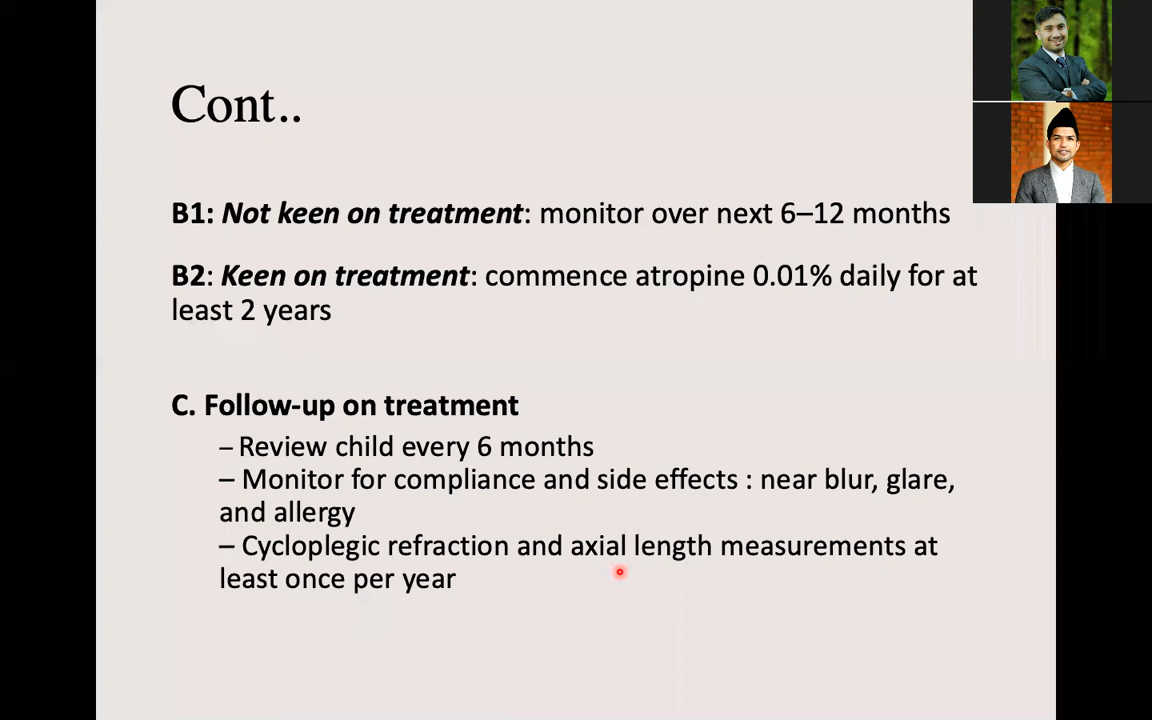 Cont..
B1: Not keen on treatment: monitor over next 6–12 months
B2: Keen on treatment: commence atropine 0.01% daily for at
least 2 years
C. Follow-up on treatment
– Review child every 6 months
– Monitor for compliance and side effects : near blur, glare,
and allergy
– Cycloplegic refraction and axial length measurements at
least once per year